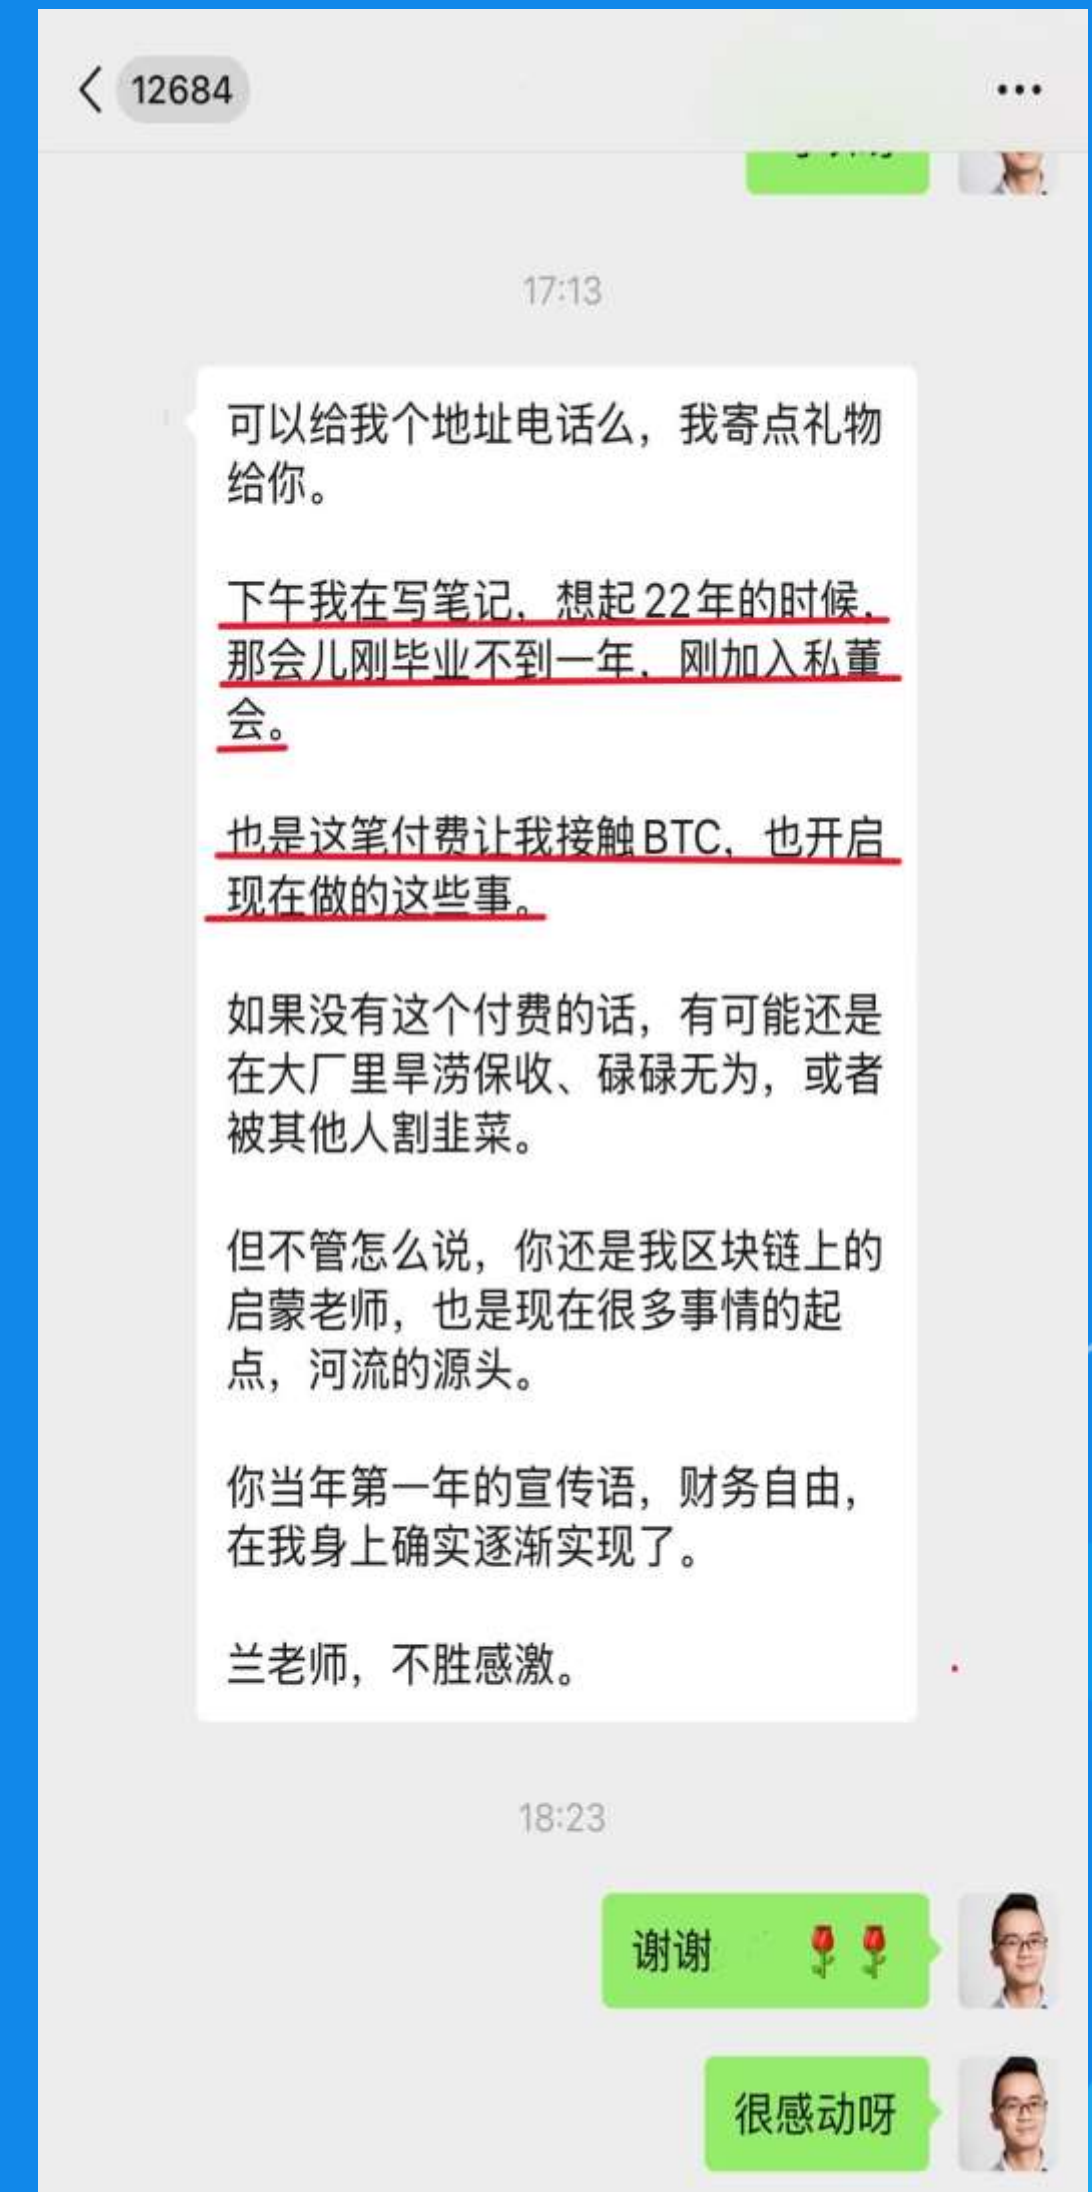 12684
17:13
可以给我个地址电话么，我寄点礼物
给你。
下午我在写笔记，想起22年的时候，
那会儿刚毕业不到一年，刚加入私董
会。
也是这笔付费让我接触BTC，也开启
现在做的这些事。
如果没有这个付费的话，有可能还是
在大厂里旱涝保收、碌碌无为，或者
被其他人割韭菜。
但不管怎么说，你还是我区块链上的
启蒙老师，也是现在很多事情的起
点，河流的源头。
你当年第一年的宣传语，财务自由，
在我身上确实逐渐实现了。
兰老师，不胜感激。
18:23
谢谢 🌹🌹
很感动呀